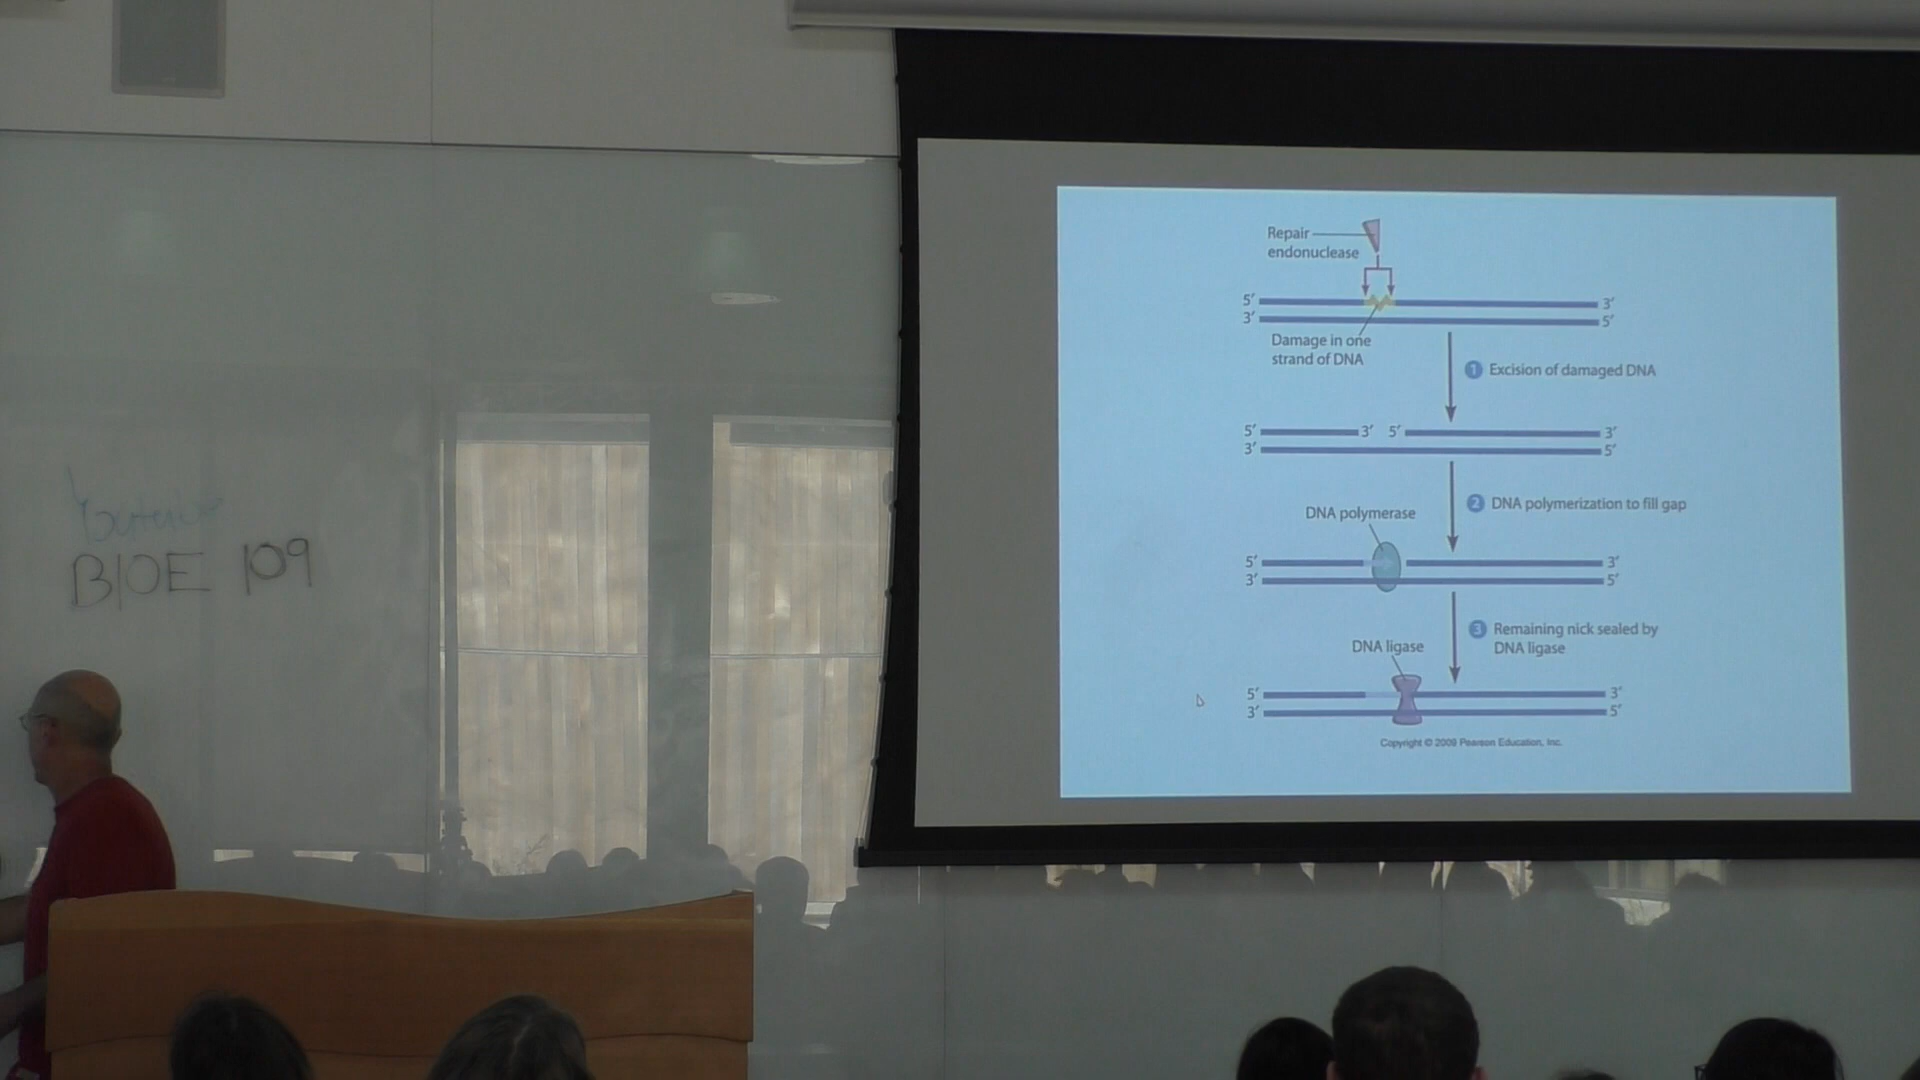 BIOE 109
Repair
endonuclease
5′ 3′
3′ 5′
Damage in one
strand of DNA
1 Excision of damaged DNA
5′ 3′ 5′ 3′
3′ 5′
2 DNA polymerization to fill gap
DNA polymerase
5′ 3′
3′ 5′
3 Remaining nick sealed by
DNA ligase
DNA ligase
5′ 3′
3′ 5′
Copyright © 2009 Pearson Education, Inc.